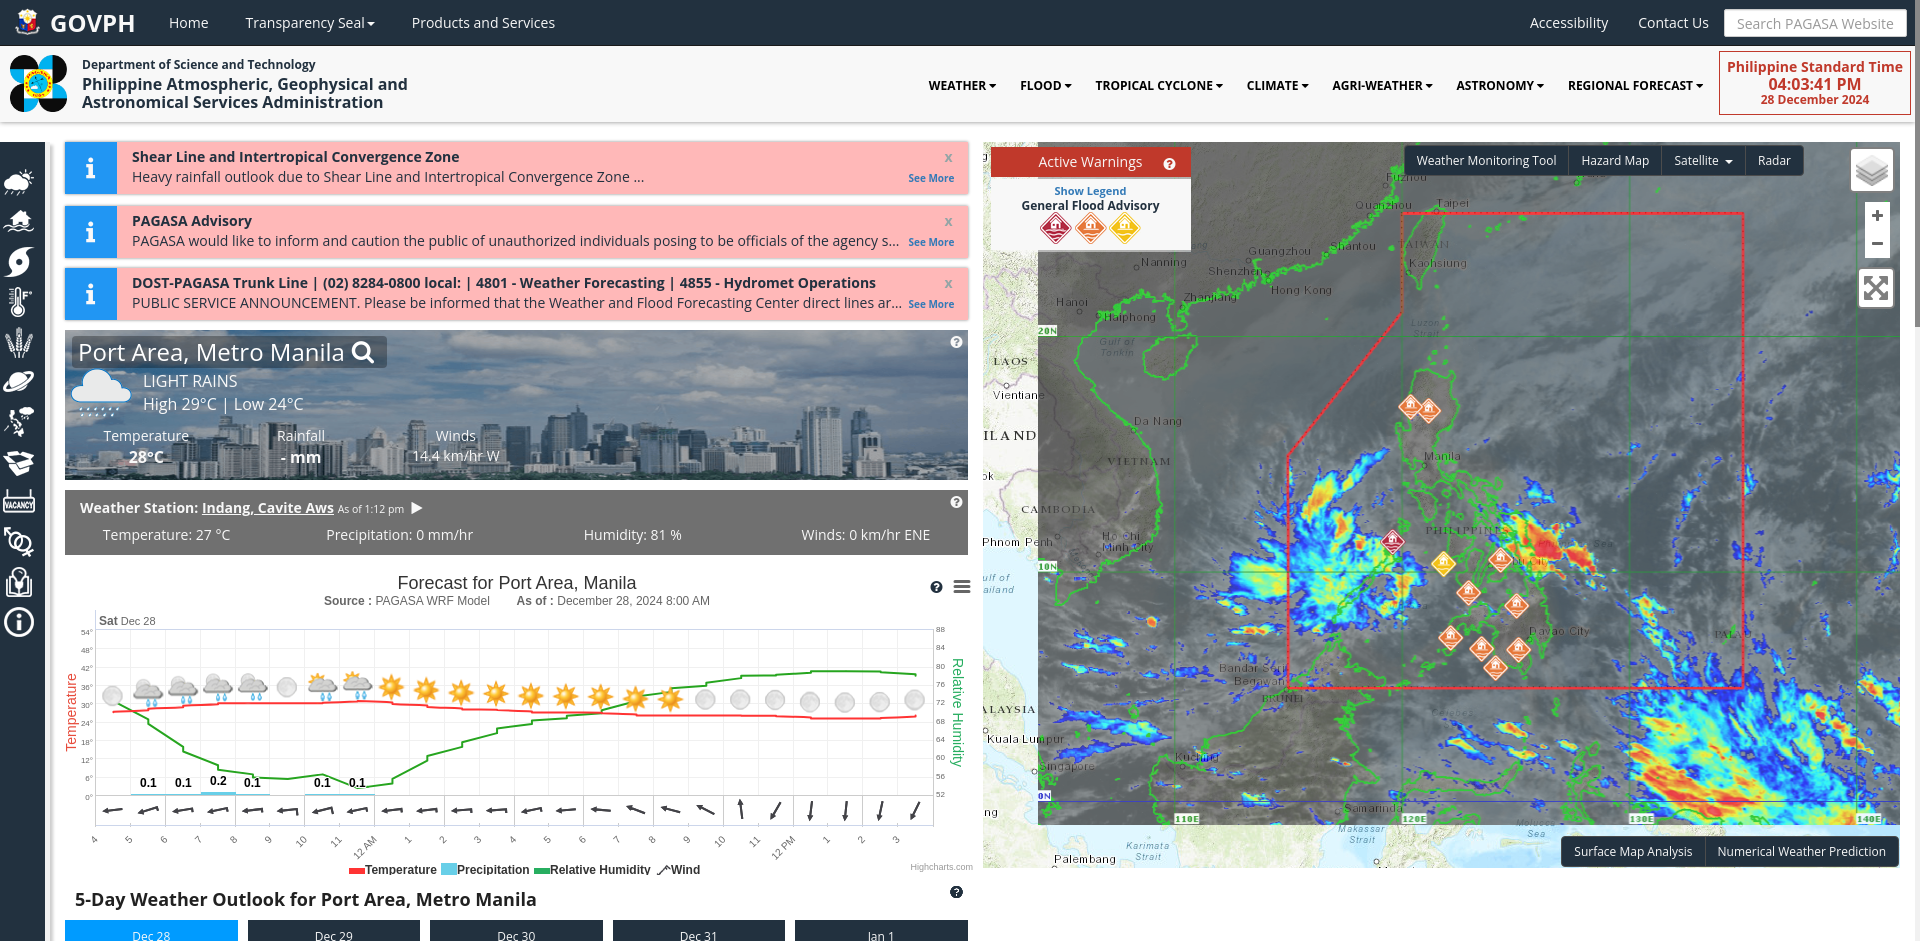 GOVPH
Home
Transparency Seal
Products and Services
Accessibility
Contact Us
Search PAGASA Website
Department of Science and Technology
Philippine Atmospheric, Geophysical and
Astronomical Services Administration
WEATHER
FLOOD
TROPICAL CYCLONE
CLIMATE
AGRI-WEATHER
ASTRONOMY
REGIONAL FORECAST
Philippine Standard Time
04:03:41 PM
28 December 2024
Shear Line and Intertropical Convergence Zone
x
Heavy rainfall outlook due to Shear Line and Intertropical Convergence Zone ...
See More
PAGASA Advisory
x
PAGASA would like to inform and caution the public of unauthorized individuals posing to be officials of the agency s...
See More
DOST-PAGASA Trunk Line | (02) 8284-0800 local: | 4801 - Weather Forecasting | 4855 - Hydromet Operations
x
PUBLIC SERVICE ANNOUNCEMENT. Please be informed that the Weather and Flood Forecasting Center direct lines ar...
See More
VACANCY
Port Area, Metro Manila
LIGHT RAINS
High 29°C | Low 24°C
Temperature
Rainfall
Winds
28°C
- mm
14.4 km/hr W
Weather Station: Indang, Cavite Aws As of 1:12 pm
Temperature: 27 °C
Precipitation: 0 mm/hr
Humidity: 81 %
Winds: 0 km/hr ENE
Forecast for Port Area, Manila
Source : PAGASA WRF Model As of : December 28, 2024 8:00 AM
Sat Dec 28
Temperature
54°
48°
42°
36°
30°
24°
18°
12°
6°
0°
88
84
80
76
72
68
64
60
56
52
Relative Humidity
0.1 0.1 0.2 0.1 0.1 0.1
4 5 6 7 8 9 10 11 12 AM 1 2 3 4 5 6 7 8 9 10 11 12 PM 1 2 3
Temperature Precipitation Relative Humidity Wind
Highcharts.com
5-Day Weather Outlook for Port Area, Metro Manila
Dec 28
Dec 29
Dec 30
Dec 31
Jan 1
Active Warnings
Show Legend
General Flood Advisory
Weather Monitoring Tool
Hazard Map
Satellite
Radar
+
−
Fuzhou
Quanzhou
Taipei
Shantou
TAIWAN
Guangzhou
Kaohsiung
Nanning
Shenzhen
Hong Kong
Zhanjiang
Hanoi
Haiphong
Luzon
Strait
20N
Gulf of
Tonkin
LAOS
Vientiane
Da Nang
ILAND
VIETNAM
Manila
ok
CAMBODIA
PHILIPPINES
Phnom Penh
Ho Chi
Minh City
10N
ulf of
ailand
Davao City
PALAU
Bandar Seri
Begawan
BRUNEI
ALAYSIA
Kuala Lumpur
Kuching
Singapore
0N
Samarinda
110E
120E
130E
140E
ng
Makassar
Strait
Molucca
Sea
Karimata
Strait
Palembang
Surface Map Analysis
Numerical Weather Prediction